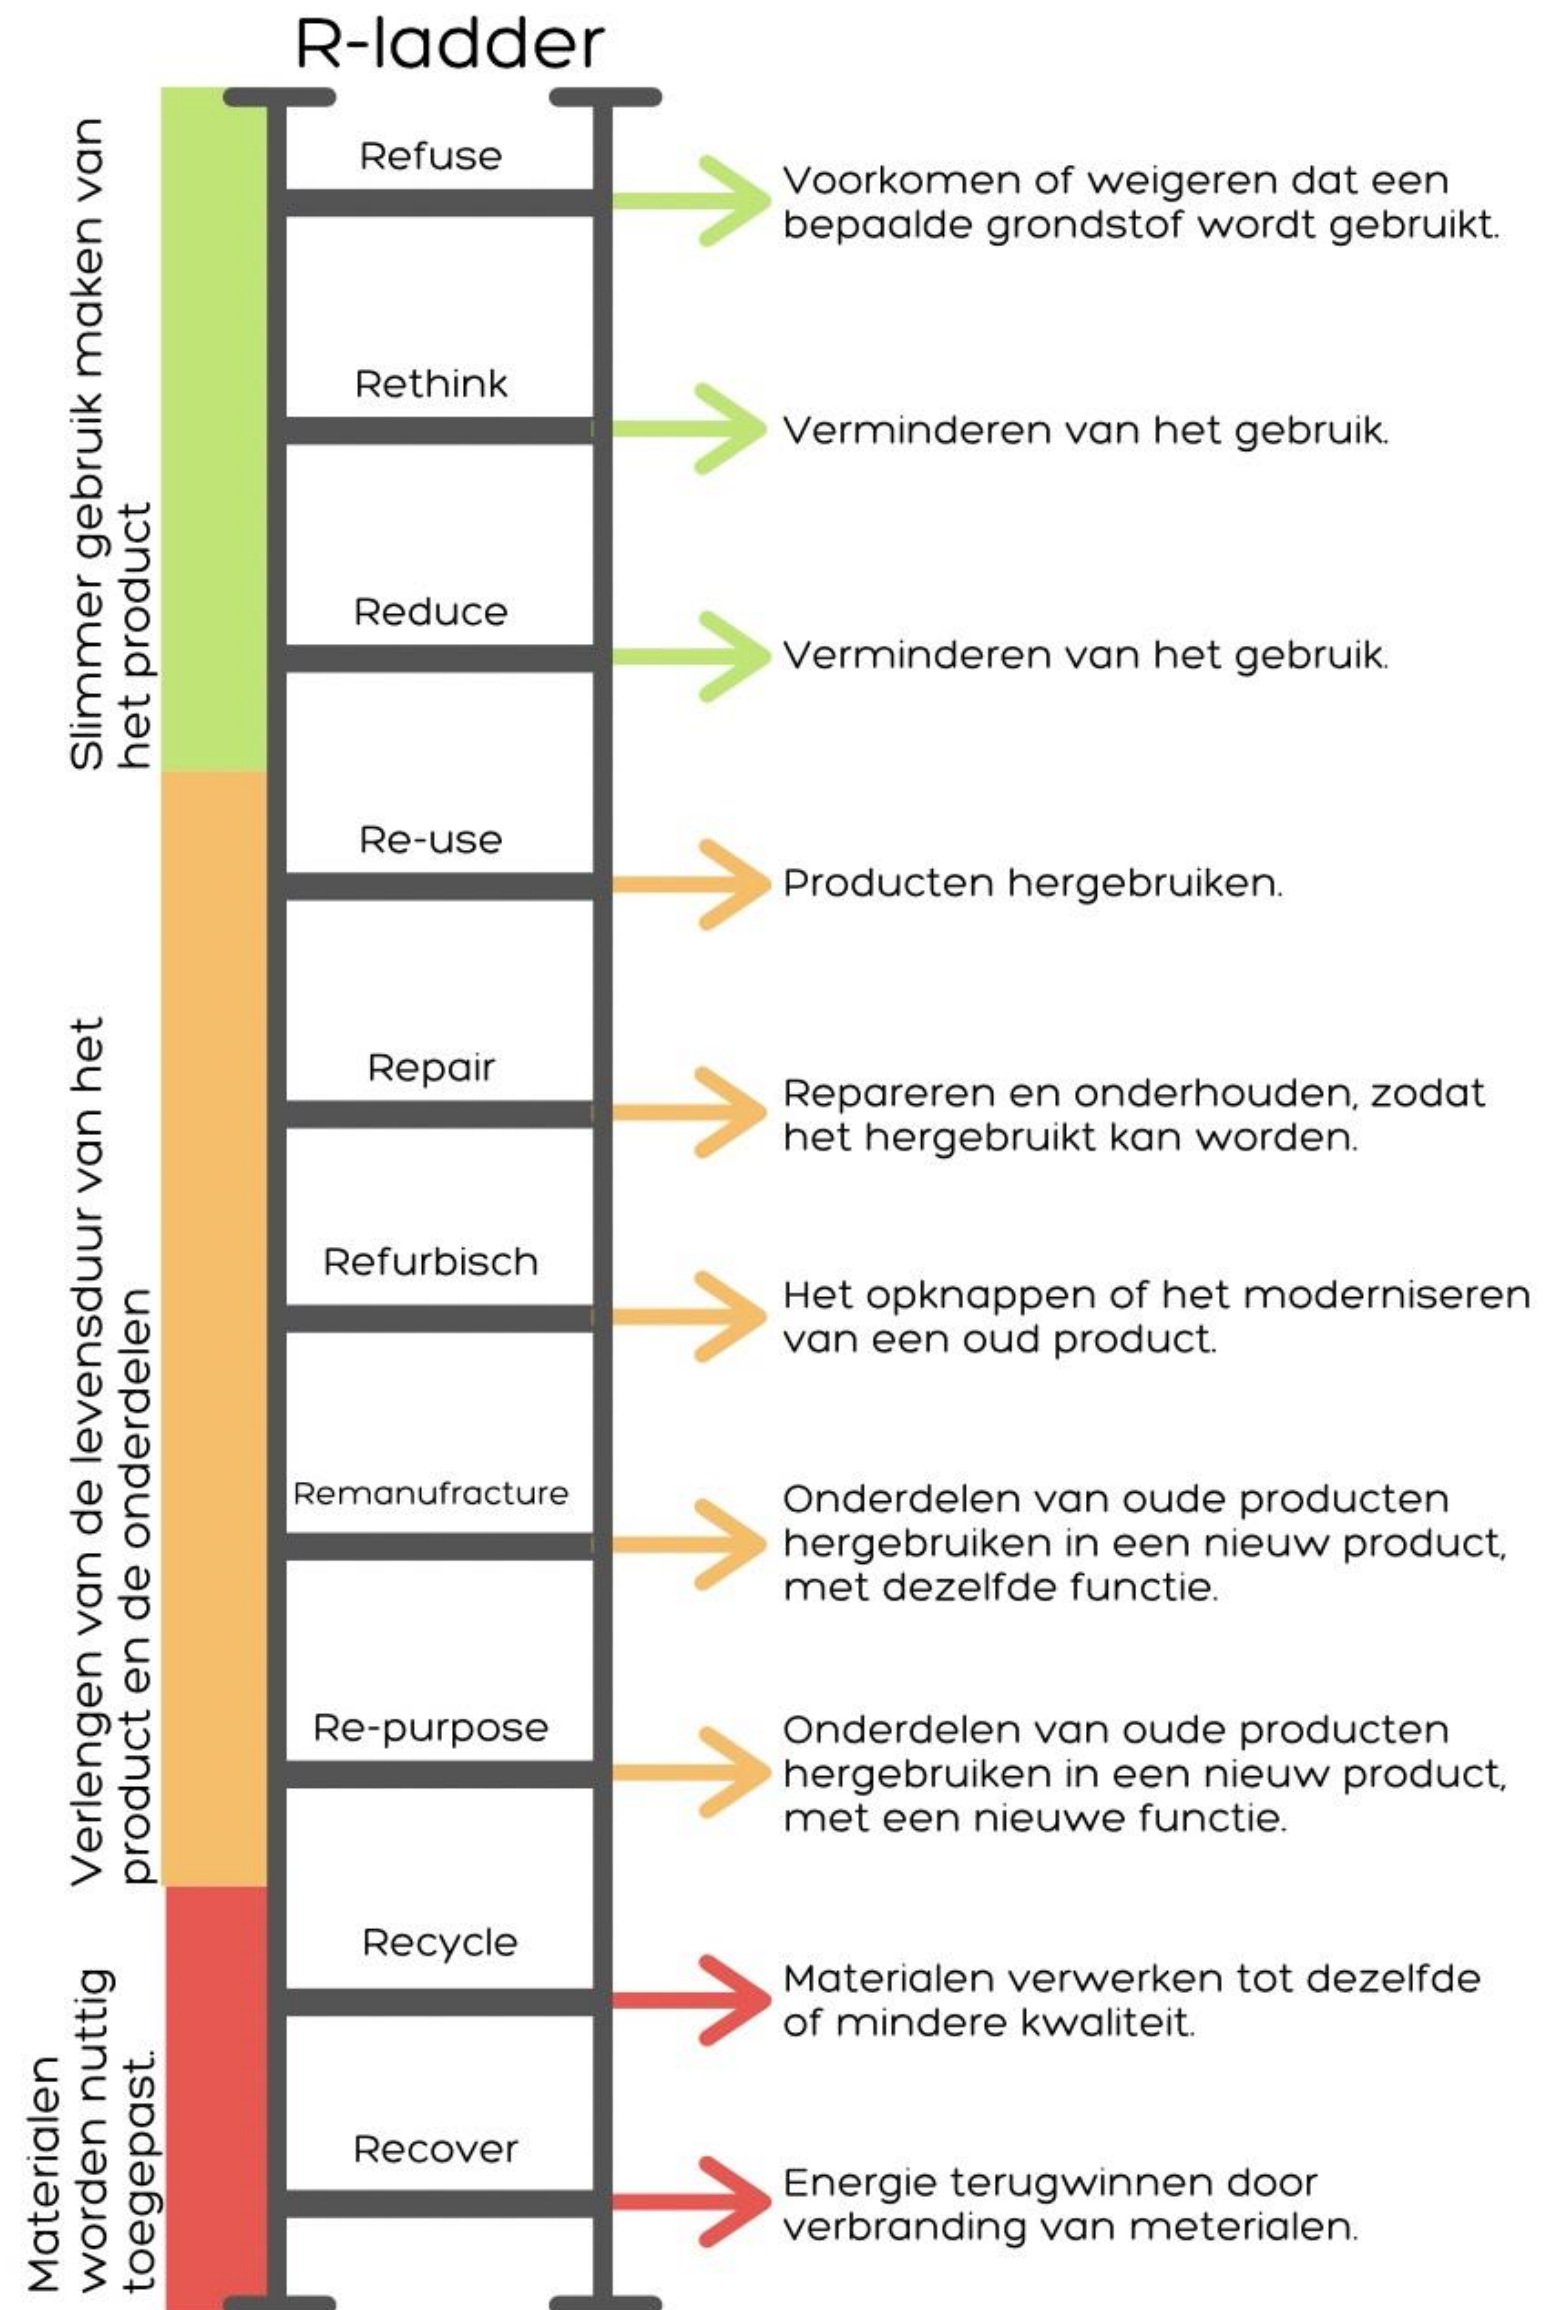 R-ladder
Slimmer gebruik maken van
het product
Refuse
Voorkomen of weigeren dat een
bepaalde grondstof wordt gebruikt.
Rethink
Verminderen van het gebruik.
Reduce
Verminderen van het gebruik.
Verlengen van de levensduur van het
product en de onderdelen
Re-use
Producten hergebruiken.
Repair
Repareren en onderhouden, zodat
het hergebruikt kan worden.
Refurbisch
Het opknappen of het moderniseren
van een oud product.
Remanufracture
Onderdelen van oude producten
hergebruiken in een nieuw product,
met dezelfde functie.
Re-purpose
Onderdelen van oude producten
hergebruiken in een nieuw product,
met een nieuwe functie.
Materialen
worden nuttig
toegepast.
Recycle
Materialen verwerken tot dezelfde
of mindere kwaliteit.
Recover
Energie terugwinnen door
verbranding van meterialen.